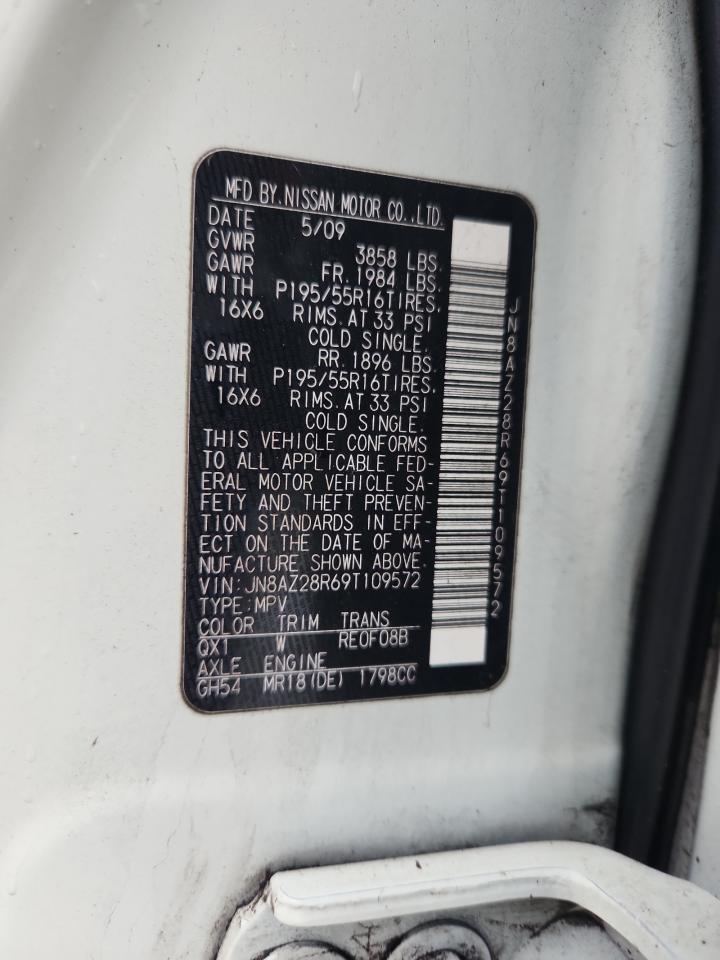 MFD BY.NISSAN MOTOR CO.,LTD.
DATE 5/09
GVWR 3858 LBS.
GAWR FR. 1984 LBS.
WITH P195/55R16TIRES.
16X6 RIMS. AT 33 PSI
COLD SINGLE.
GAWR RR. 1896 LBS.
WITH P195/55R16TIRES.
16X6 RIMS. AT 33 PSI
COLD SINGLE.
THIS VEHICLE CONFORMS
TO ALL APPLICABLE FED-
ERAL MOTOR VEHICLE SA-
FETY AND THEFT PREVEN-
TION STANDARDS IN EFF-
ECT ON THE DATE OF MA-
NUFACTURE SHOWN ABOVE.
VIN:JN8AZ28R69T109572
TYPE:MPV
COLOR TRIM TRANS
QX1 W RE0F08B
AXLE ENGINE
GH54 MR18(DE) 1798CC
JN8AZ28R69T109572